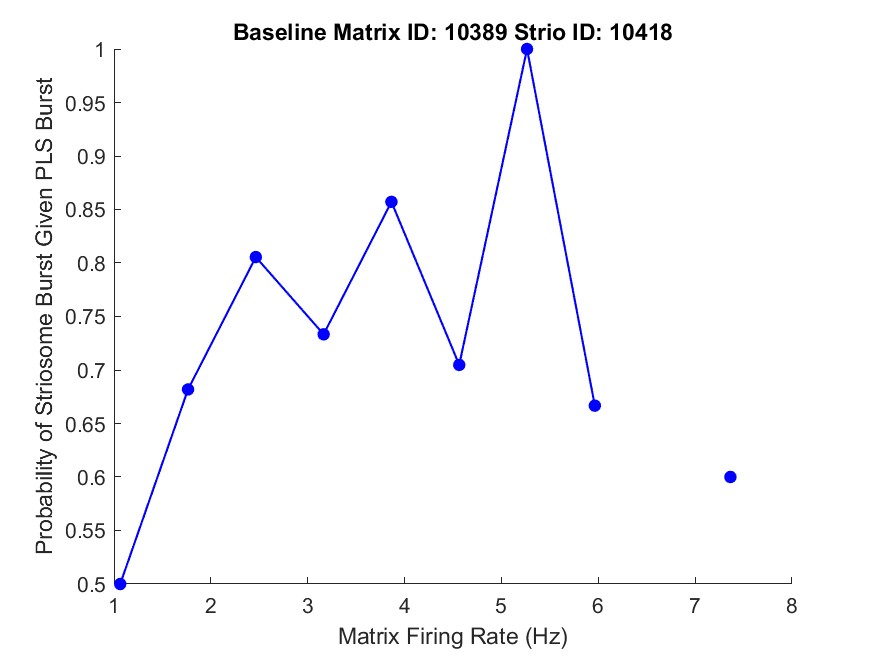 Baseline Matrix ID: 10389 Strio ID: 10418
Probability of Striosome Burst Given PLS Burst
1
0.95
0.9
0.85
0.8
0.75
0.7
0.65
0.6
0.55
0.5
1 2 3 4 5 6 7 8
Matrix Firing Rate (Hz)